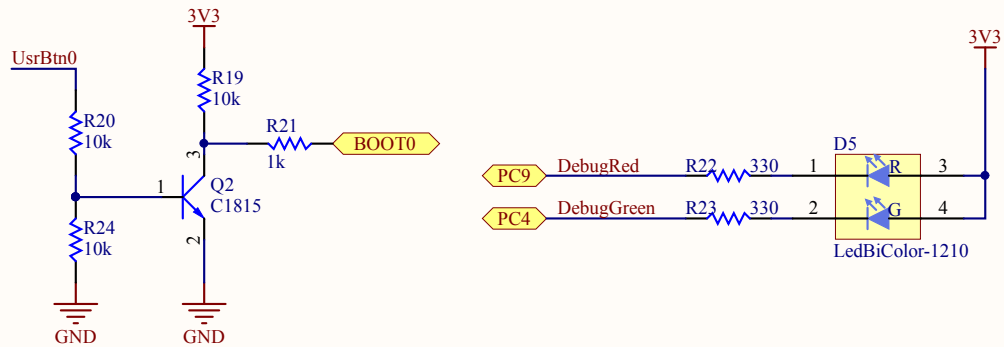 3V3
UsrBtn0
R19
10k
R20
10k
R21
1k
BOOT0
3
1
Q2
C1815
2
R24
10k
GND
GND
3V3
D5
PC9
DebugRed
R22
330
1
R
3
PC4
DebugGreen
R23
330
2
G
4
LedBiColor-1210